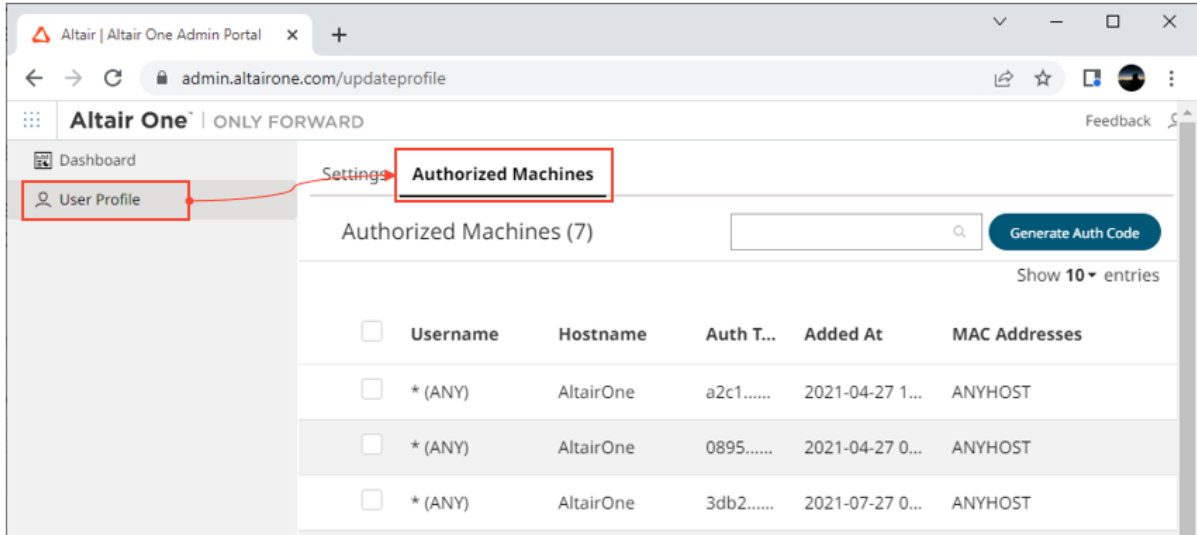 Altair | Altair One Admin Portal
admin.altairone.com/updateprofile
Altair One™ | ONLY FORWARD
Feedback
Dashboard
User Profile
Settings
Authorized Machines
Authorized Machines (7)
Generate Auth Code
Show 10 entries
Username Hostname Auth T... Added At MAC Addresses
* (ANY) AltairOne a2c1...... 2021-04-27 1... ANYHOST
* (ANY) AltairOne 0895...... 2021-04-27 0... ANYHOST
* (ANY) AltairOne 3db2...... 2021-07-27 0... ANYHOST